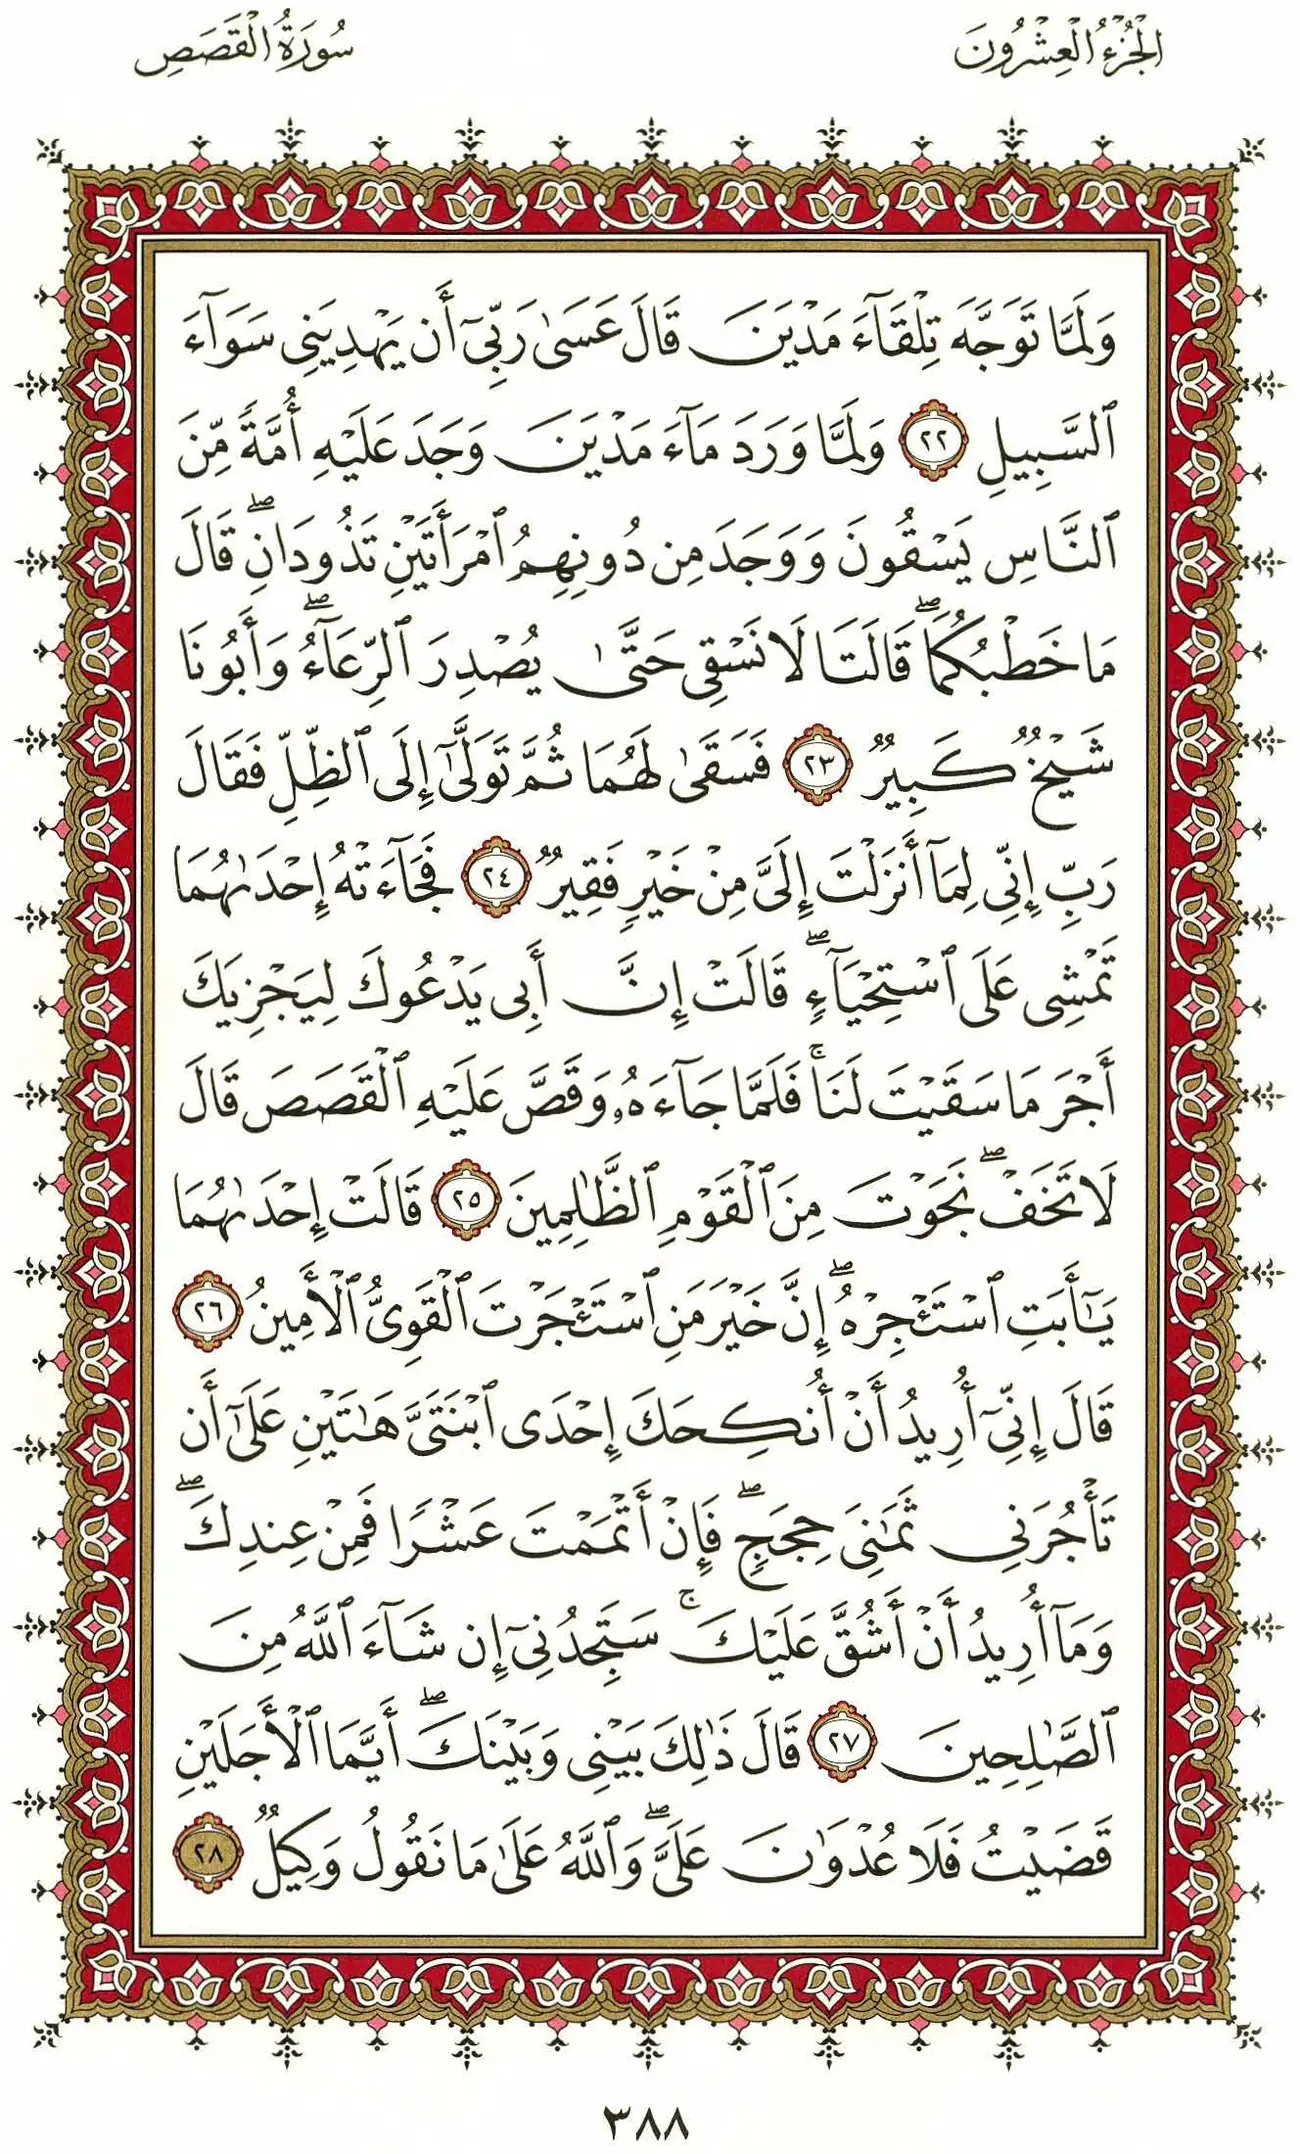 الْجُزْءُ الْعِشْرُونَ
سُورَةُ الْقَصَصِ
وَلَمَّا تَوَجَّهَ تِلْقَآءَ مَدْيَنَ قَالَ عَسَىٰ رَبِّىٓ أَن يَهْدِيَنِى سَوَآءَ
ٱلسَّبِيلِ ٢٢ وَلَمَّا وَرَدَ مَآءَ مَدْيَنَ وَجَدَ عَلَيْهِ أُمَّةً مِّنَ
ٱلنَّاسِ يَسْقُونَ وَوَجَدَ مِن دُونِهِمُ ٱمْرَأَتَيْنِ تَذُودَانِ ۖ قَالَ
مَا خَطْبُكُمَا ۖ قَالَتَا لَا نَسْقِى حَتَّىٰ يُصْدِرَ ٱلرِّعَآءُ ۖ وَأَبُونَا
شَيْخٌ كَبِيرٌ ٢٣ فَسَقَىٰ لَهُمَا ثُمَّ تَوَلَّىٰٓ إِلَى ٱلظِّلِّ فَقَالَ
رَبِّ إِنِّى لِمَآ أَنزَلْتَ إِلَىَّ مِنْ خَيْرٍ فَقِيرٌ ٢٤ فَجَآءَتْهُ إِحْدَىٰهُمَا
تَمْشِى عَلَى ٱسْتِحْيَآءٍ ۖ قَالَتْ إِنَّ أَبِى يَدْعُوكَ لِيَجْزِيَكَ
أَجْرَ مَا سَقَيْتَ لَنَا ۚ فَلَمَّا جَآءَهُۥ وَقَصَّ عَلَيْهِ ٱلْقَصَصَ قَالَ
لَا تَخَفْ ۖ نَجَوْتَ مِنَ ٱلْقَوْمِ ٱلظَّٰلِمِينَ ٢٥ قَالَتْ إِحْدَىٰهُمَا
يَٰٓأَبَتِ ٱسْتَـْٔجِرْهُ ۖ إِنَّ خَيْرَ مَنِ ٱسْتَـْٔجَرْتَ ٱلْقَوِىُّ ٱلْأَمِينُ ٢٦
قَالَ إِنِّىٓ أُرِيدُ أَنْ أُنكِحَكَ إِحْدَى ٱبْنَتَىَّ هَٰتَيْنِ عَلَىٰٓ أَن
تَأْجُرَنِى ثَمَٰنِىَ حِجَجٍ ۖ فَإِنْ أَتْمَمْتَ عَشْرًا فَمِنْ عِندِكَ ۖ
وَمَآ أُرِيدُ أَنْ أَشُقَّ عَلَيْكَ ۚ سَتَجِدُنِىٓ إِن شَآءَ ٱللَّهُ مِنَ
ٱلصَّٰلِحِينَ ٢٧ قَالَ ذَٰلِكَ بَيْنِى وَبَيْنَكَ ۖ أَيَّمَا ٱلْأَجَلَيْنِ
قَضَيْتُ فَلَا عُدْوَٰنَ عَلَىَّ ۖ وَٱللَّهُ عَلَىٰ مَا نَقُولُ وَكِيلٌ ٢٨
٣٨٨